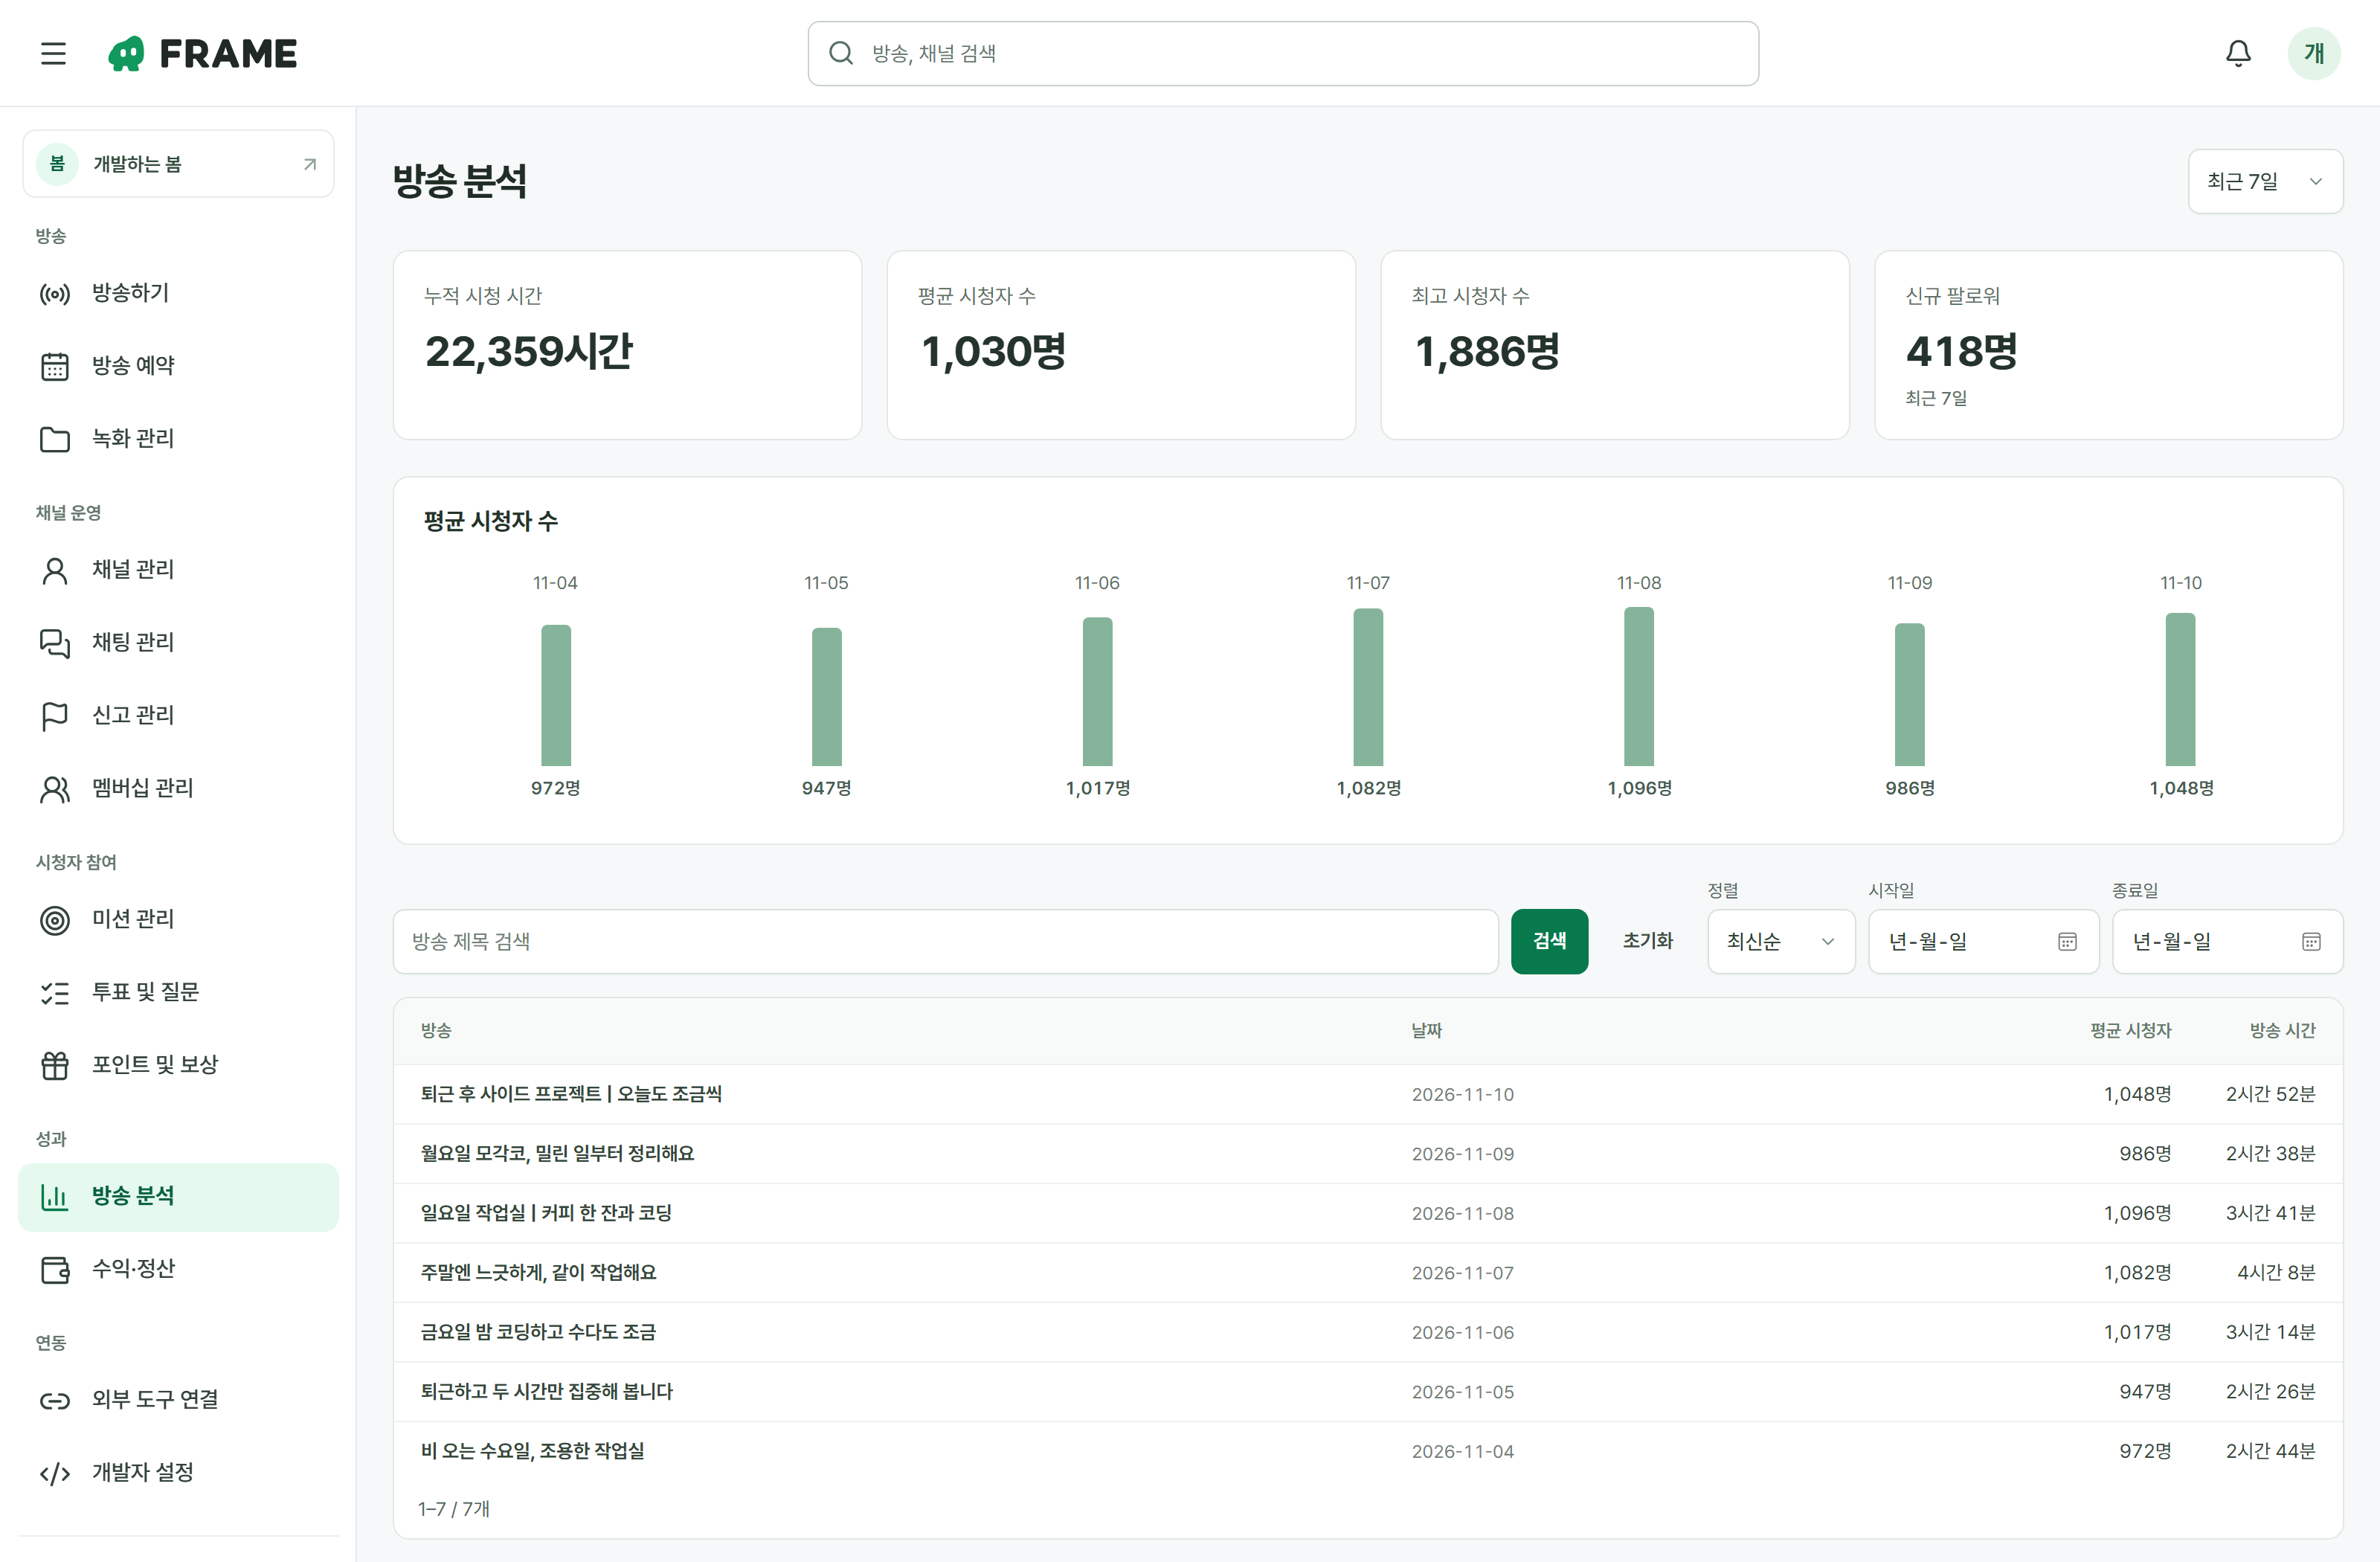 FRAME
방송, 채널 검색
개
봄 개발하는 봄
방송
방송하기
방송 예약
녹화 관리
채널 운영
채널 관리
채팅 관리
신고 관리
멤버십 관리
시청자 참여
미션 관리
투표 및 질문
포인트 및 보상
성과
방송 분석
수익·정산
연동
외부 도구 연결
개발자 설정
방송 분석
최근 7일
누적 시청 시간
22,359시간
평균 시청자 수
1,030명
최고 시청자 수
1,886명
신규 팔로워
418명
최근 7일
평균 시청자 수
11-04 11-05 11-06 11-07 11-08 11-09 11-10
972명 947명 1,017명 1,082명 1,096명 986명 1,048명
정렬 시작일 종료일
방송 제목 검색 검색 초기화 최신순 년-월-일 년-월-일
방송 날짜 평균 시청자 방송 시간
퇴근 후 사이드 프로젝트 | 오늘도 조금씩 2026-11-10 1,048명 2시간 52분
월요일 모각코, 밀린 일부터 정리해요 2026-11-09 986명 2시간 38분
일요일 작업실 | 커피 한 잔과 코딩 2026-11-08 1,096명 3시간 41분
주말엔 느긋하게, 같이 작업해요 2026-11-07 1,082명 4시간 8분
금요일 밤 코딩하고 수다도 조금 2026-11-06 1,017명 3시간 14분
퇴근하고 두 시간만 집중해 봅니다 2026-11-05 947명 2시간 26분
비 오는 수요일, 조용한 작업실 2026-11-04 972명 2시간 44분
1–7 / 7개